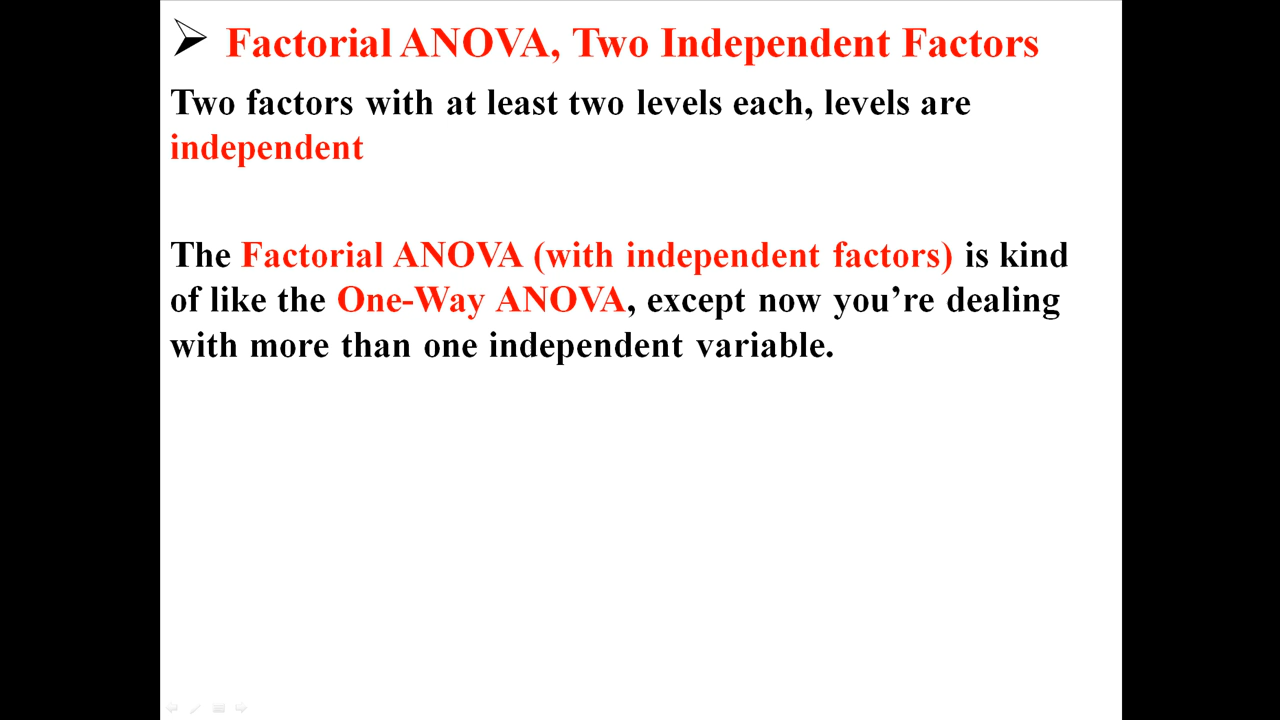 Factorial ANOVA, Two Independent Factors
Two factors with at least two levels each, levels are
independent
The Factorial ANOVA (with independent factors) is kind
of like the One-Way ANOVA, except now you’re dealing
with more than one independent variable.